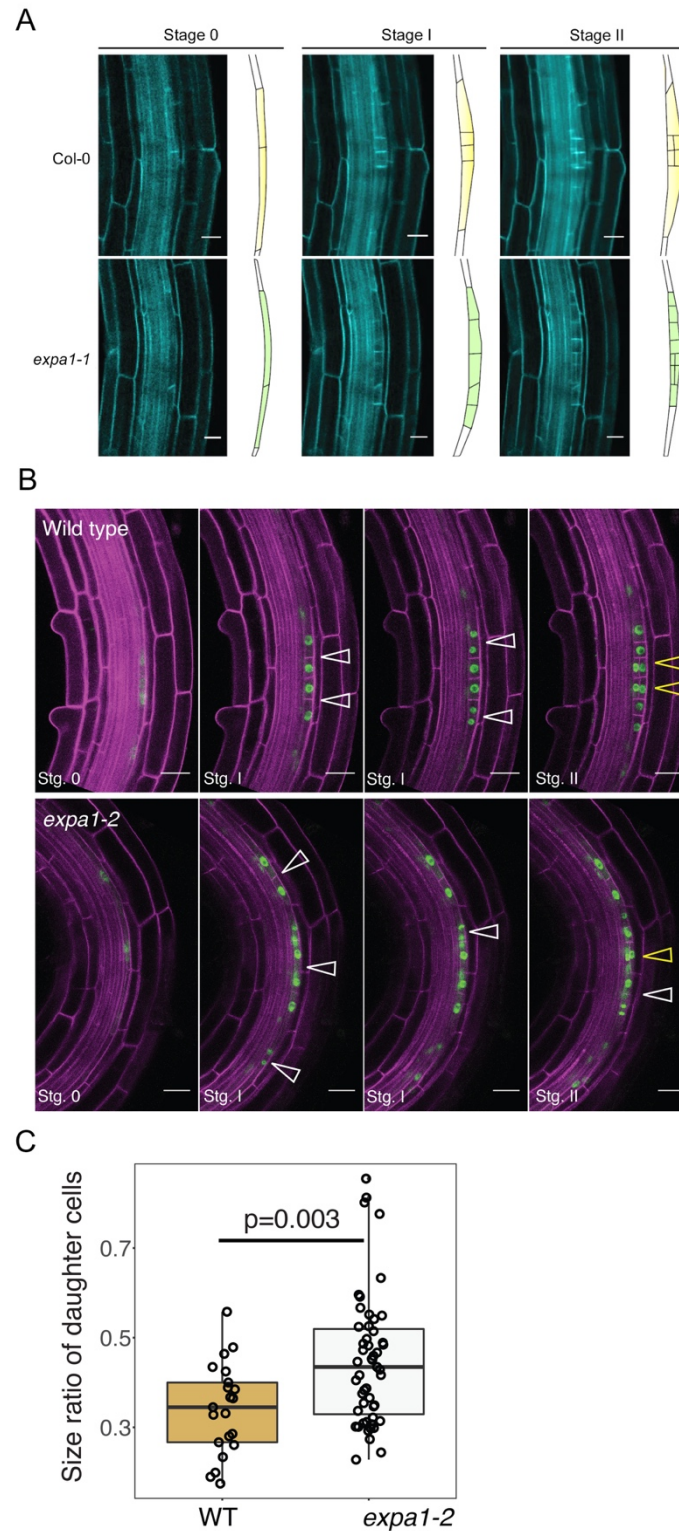 A
Stage 0
Stage I
Stage II
Col-0
expa1-1
B
Wild type
Stg. 0
Stg. I
Stg. I
Stg. II
expa1-2
Stg. 0
Stg. I
Stg. I
Stg. II
C
Size ratio of daughter cells
0.7
0.5
0.3
p=0.003
WT
expa1-2